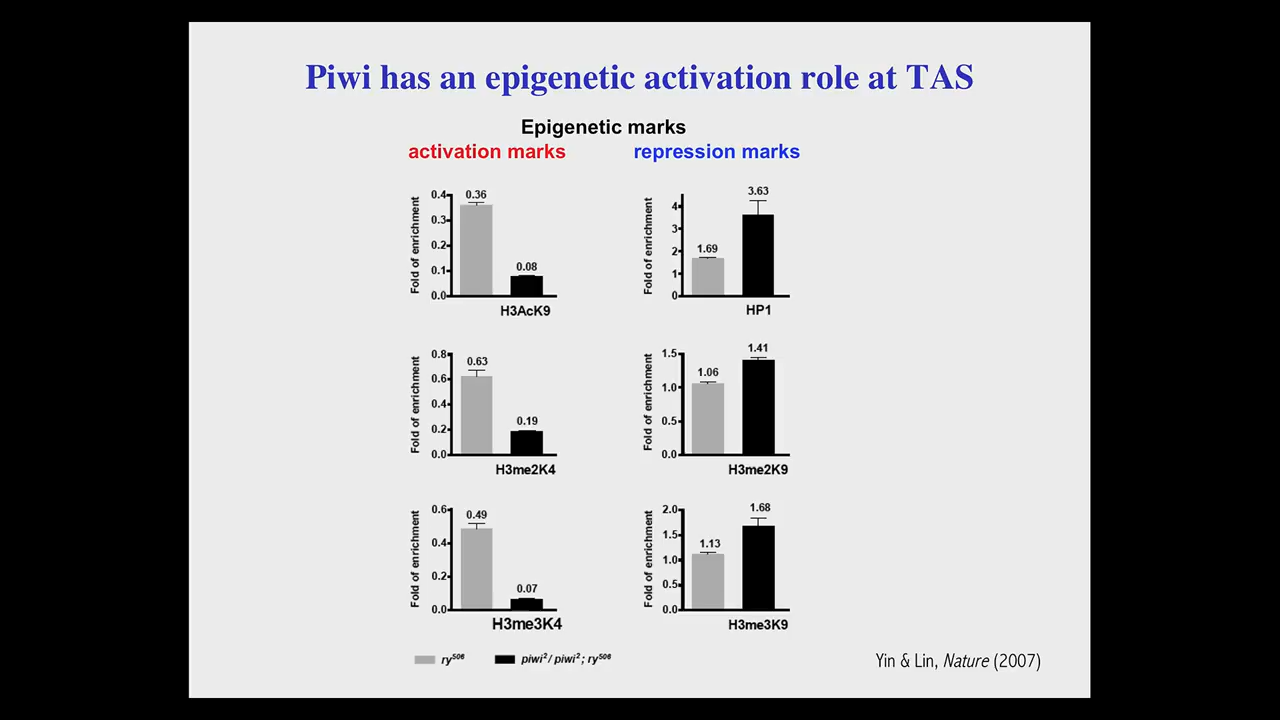 Piwi has an epigenetic activation role at TAS
Epigenetic marks
activation marks
repression marks
Fold of enrichment
0.4
0.3
0.2
0.1
0.0
0.36
0.08
H3AcK9
Fold of enrichment
4
3
2
1
0
1.69
3.63
HP1
Fold of enrichment
0.8
0.6
0.4
0.2
0.0
0.63
0.19
H3me2K4
Fold of enrichment
1.5
1.0
0.5
0.0
1.06
1.41
H3me2K9
Fold of enrichment
0.6
0.4
0.2
0.0
0.49
0.07
H3me3K4
Fold of enrichment
2.0
1.5
1.0
0.5
0.0
1.13
1.68
H3me3K9
ry⁵⁰⁶
piwi²/ piwi²; ry⁵⁰⁶
Yin & Lin, Nature (2007)